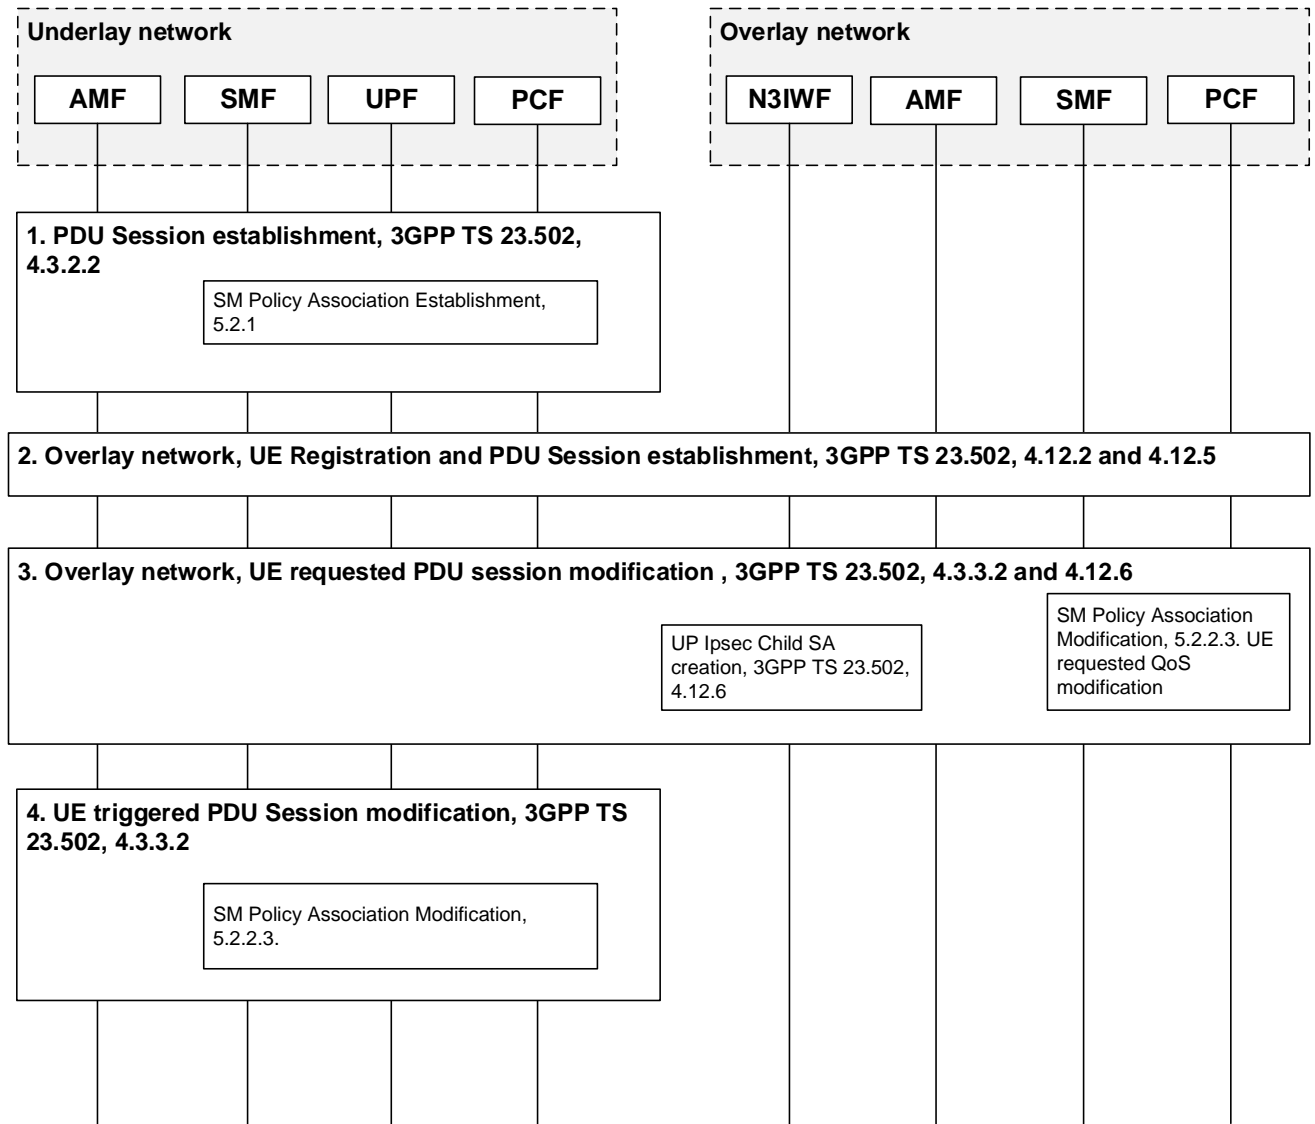 Underlay network
Overlay network
AMF
SMF
UPF
PCF
N3IWF
AMF
SMF
PCF
1. PDU Session establishment, 3GPP TS 23.502,
4.3.2.2
SM Policy Association Establishment,
5.2.1
2. Overlay network, UE Registration and PDU Session establishment, 3GPP TS 23.502, 4.12.2 and 4.12.5
3. Overlay network, UE requested PDU session modification , 3GPP TS 23.502, 4.3.3.2 and 4.12.6
UP Ipsec Child SA
creation, 3GPP TS 23.502,
4.12.6
SM Policy Association
Modification, 5.2.2.3. UE
requested QoS
modification
4. UE triggered PDU Session modification, 3GPP TS
23.502, 4.3.3.2
SM Policy Association Modification,
5.2.2.3.